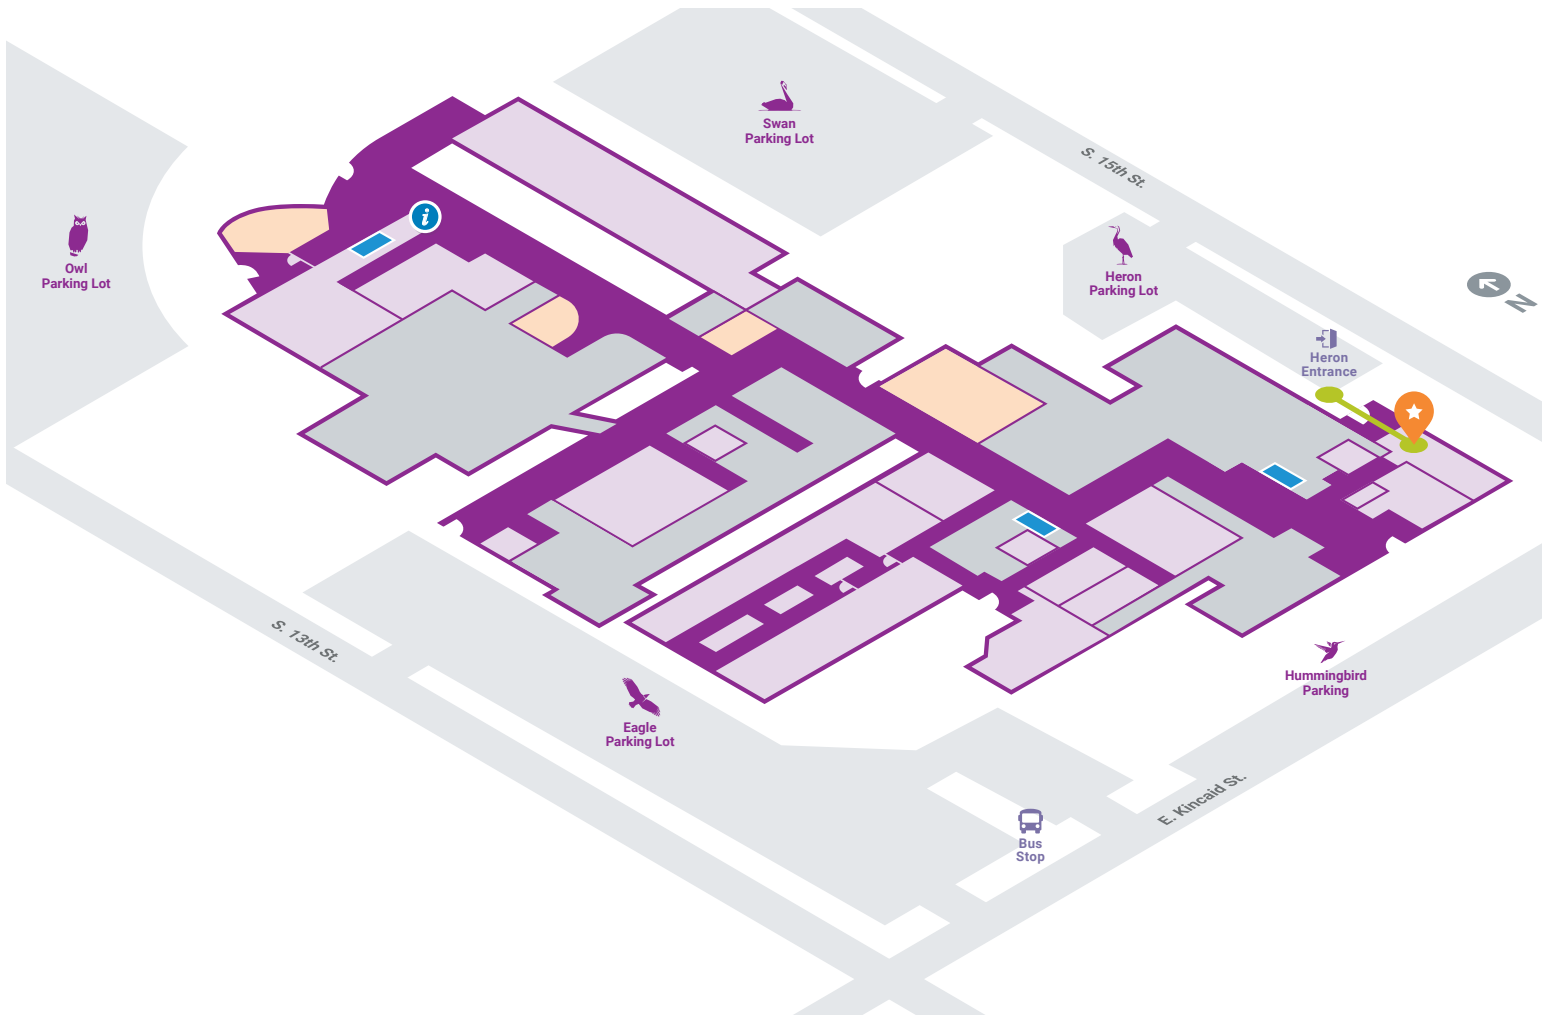 Swan
Parking Lot
S. 15th St.
i
Owl
Parking Lot
Heron
Parking Lot
N
Heron
Entrance
S. 13th St.
Hummingbird
Parking
Eagle
Parking Lot
E. Kincaid St.
Bus
Stop